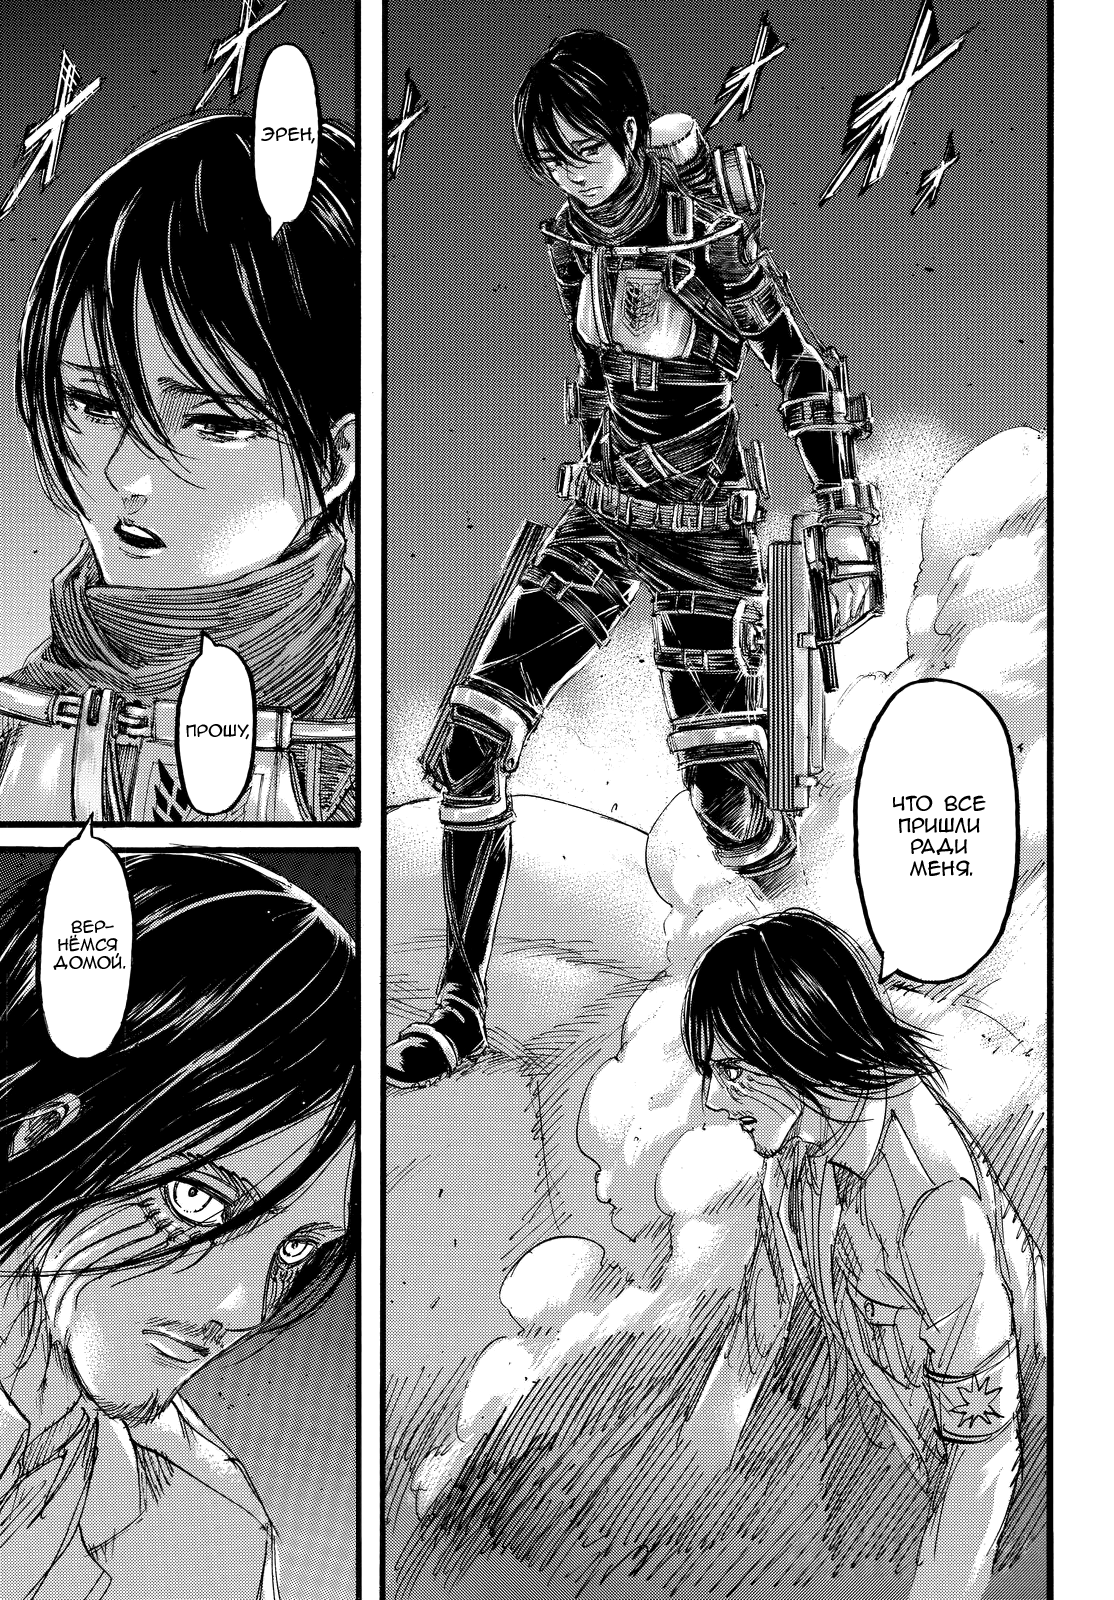 ЧТО ВСЕ
ПРИШЛИ
РАДИ
МЕНЯ.
ЭРЕН,
ПРОШУ,
ВЕР-
НЁМСЯ
ДОМОЙ.